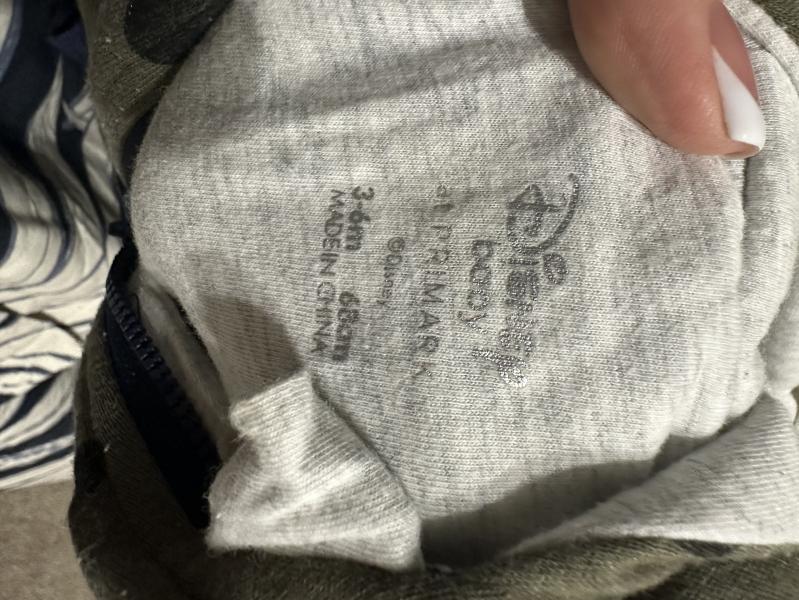 Disney
baby
at PRIMARK
©Disney
3-6m 68cm
MADE IN CHINA